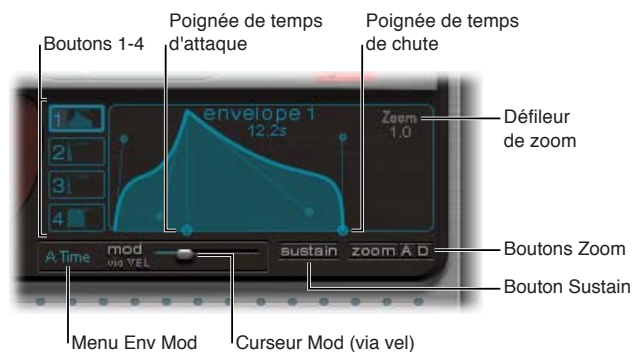 Boutons 1-4
Poignée de temps
d'attaque
Poignée de temps
de chute
Défileur
de zoom
1
2
3
4
envelope 1
12.2s
Zoom
1.0
A Time
mod
via VEL
sustain
zoom A D
Boutons Zoom
Bouton Sustain
Menu Env Mod
Curseur Mod (via vel)